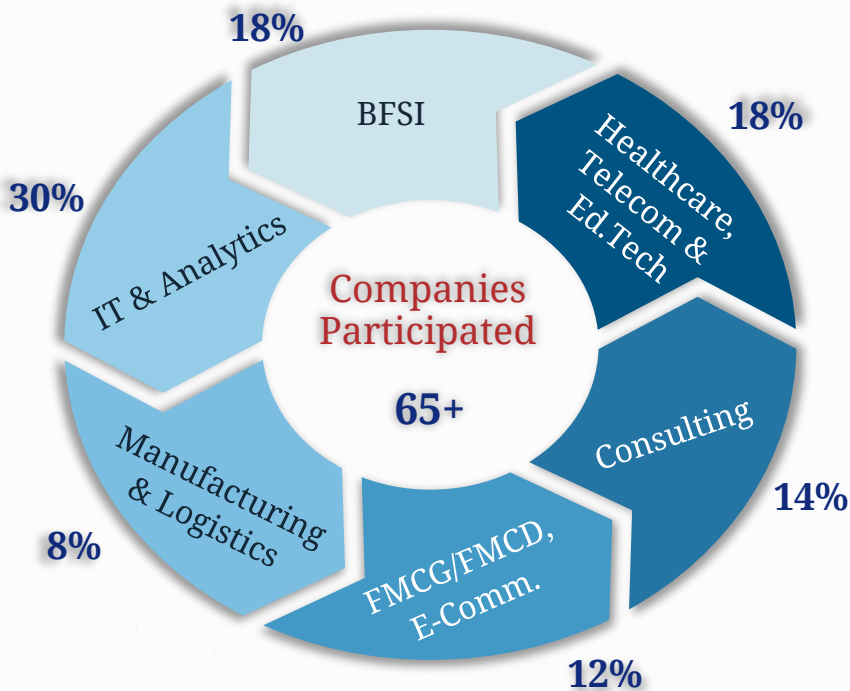 18%
BFSI
18%
Healthcare,
Telecom &
Ed.Tech
30%
IT & Analytics
Companies
Participated
65+
Consulting
14%
Manufacturing
& Logistics
8%
FMCG/FMCD,
E-Comm.
12%